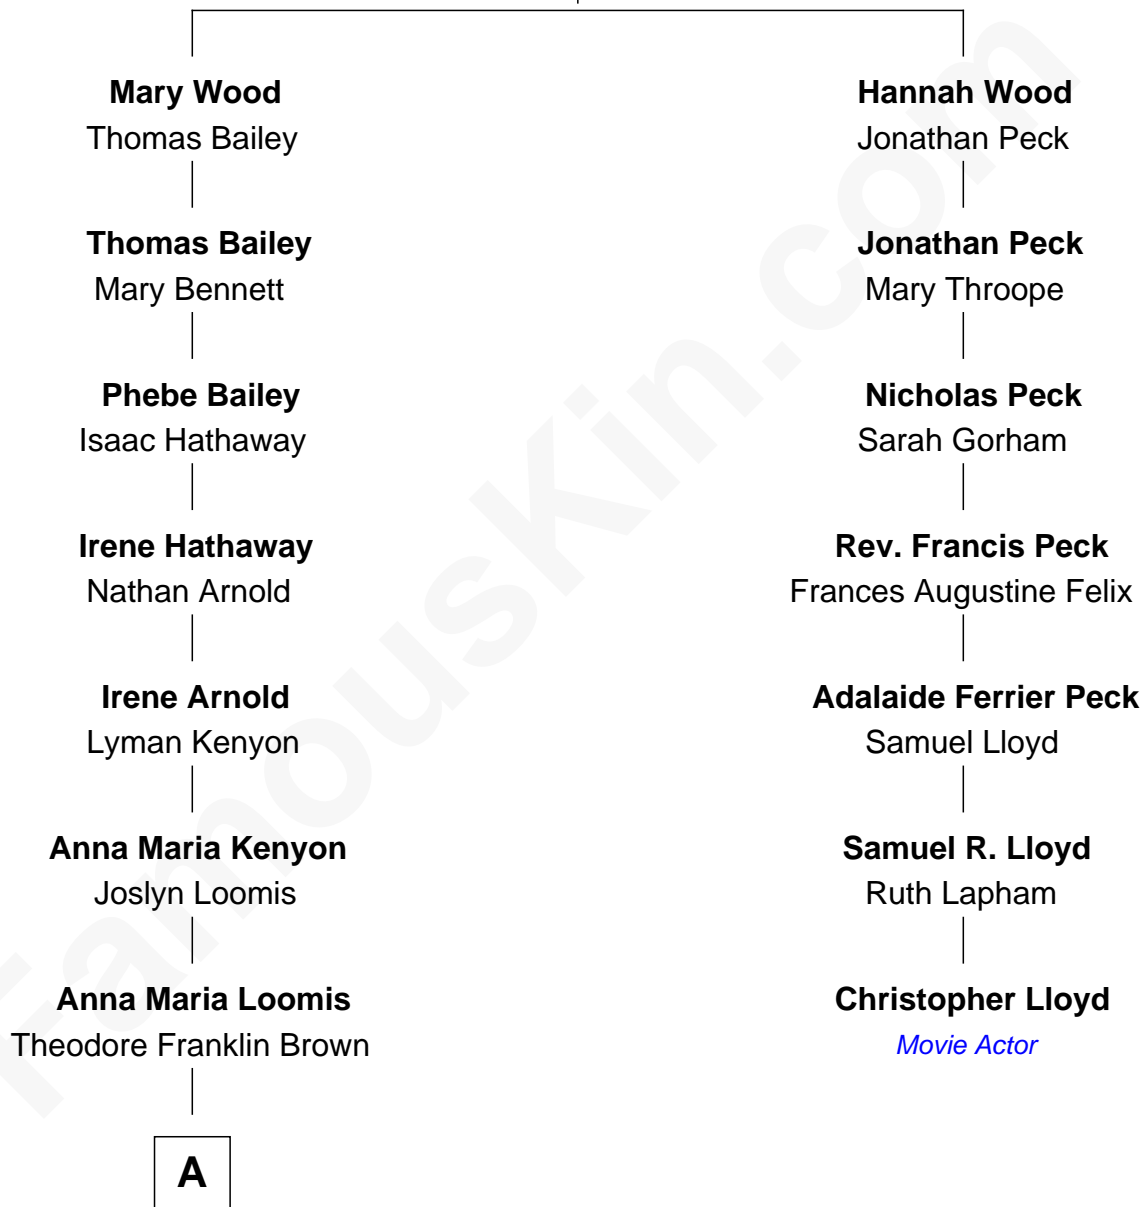 Mary Wood
Thomas Bailey
Thomas Bailey
Mary Bennett
Phebe Bailey
Isaac Hathaway
Irene Hathaway
Nathan Arnold
Irene Arnold
Lyman Kenyon
Anna Maria Kenyon
Joslyn Loomis
Anna Maria Loomis
Theodore Franklin Brown
A
Hannah Wood
Jonathan Peck
Jonathan Peck
Mary Throope
Nicholas Peck
Sarah Gorham
Rev. Francis Peck
Frances Augustine Felix
Adalaide Ferrier Peck
Samuel Lloyd
Samuel R. Lloyd
Ruth Lapham
Christopher Lloyd
Movie Actor
FamousKin.com